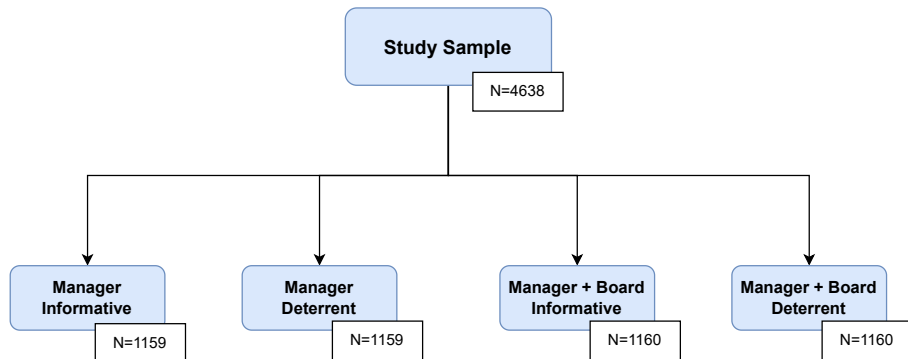 Study Sample
N=4638
Manager
Informative
N=1159
Manager
Deterrent
N=1159
Manager + Board
Informative
N=1160
Manager + Board
Deterrent
N=1160